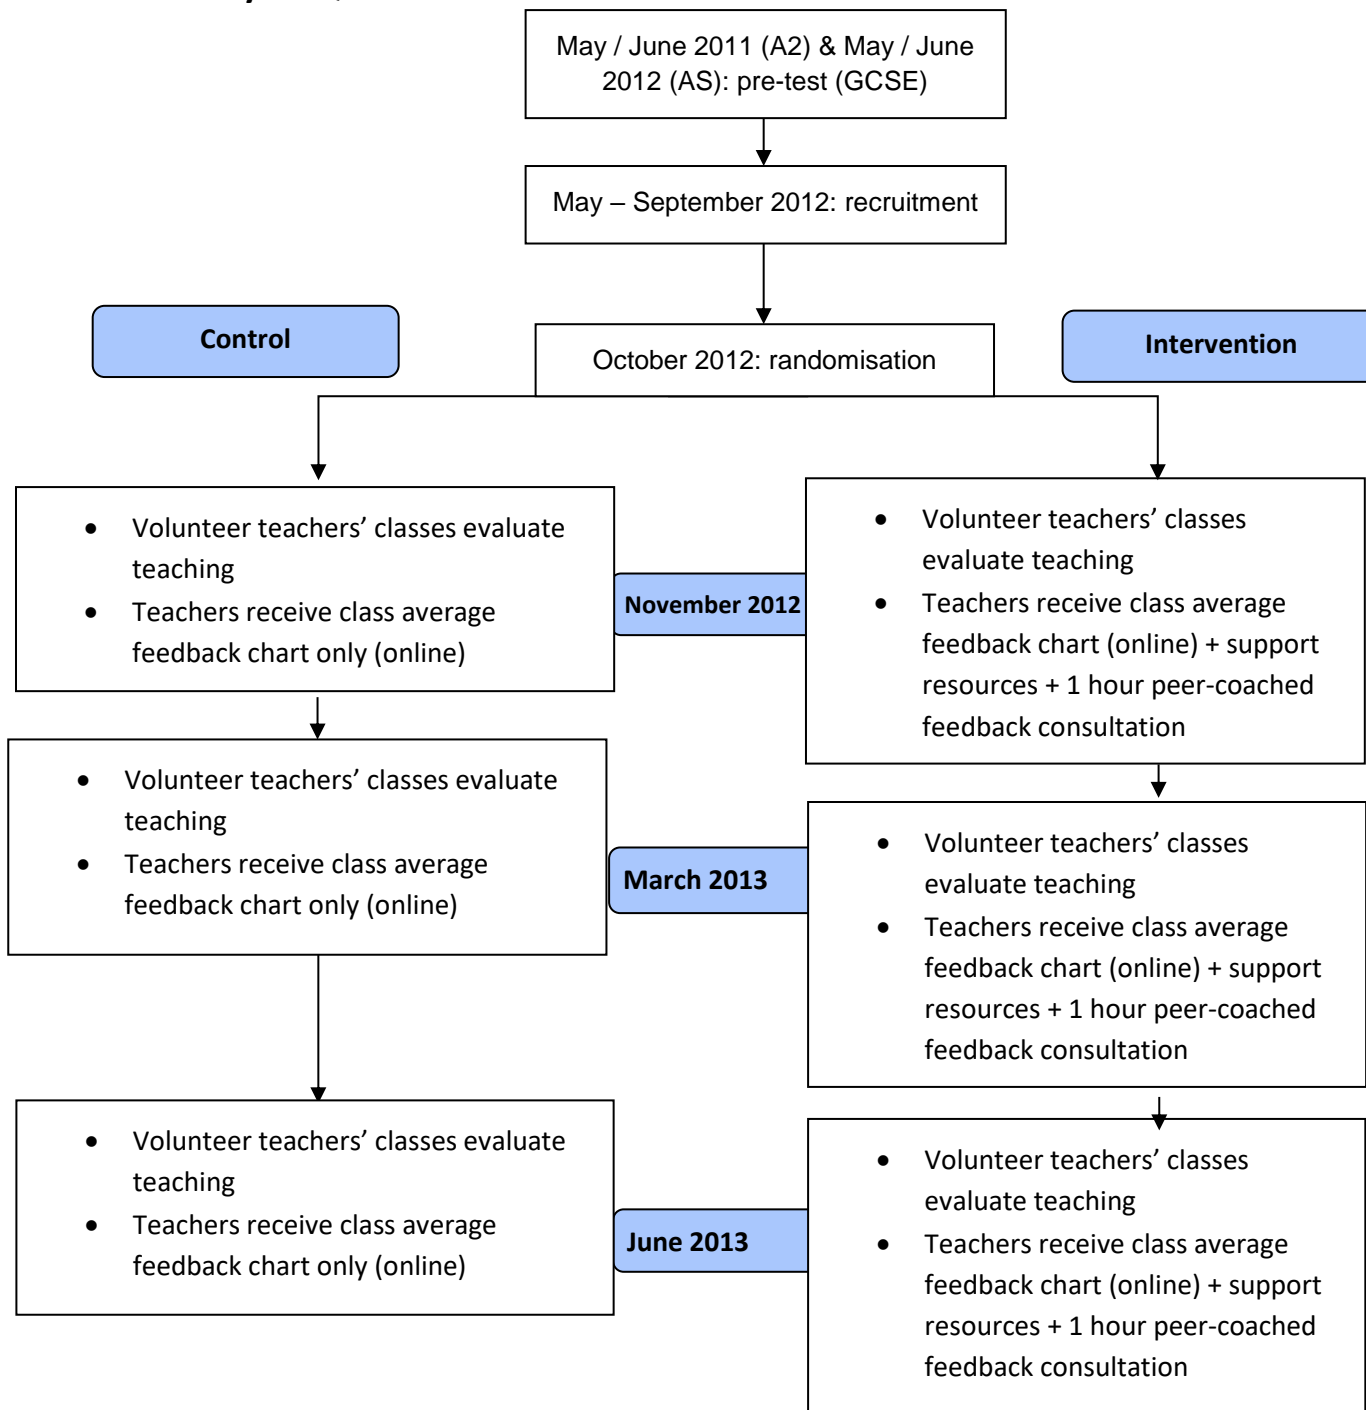 May / June 2011 (A2) & May / June
2012 (AS): pre-test (GCSE)
May – September 2012: recruitment
Control
October 2012: randomisation
Intervention
• Volunteer teachers’ classes evaluate
teaching
• Teachers receive class average
feedback chart only (online)
November 2012
• Volunteer teachers’ classes
evaluate teaching
• Teachers receive class average
feedback chart (online) + support
resources + 1 hour peer-coached
feedback consultation
• Volunteer teachers’ classes evaluate
teaching
• Teachers receive class average
feedback chart only (online)
March 2013
• Volunteer teachers’ classes
evaluate teaching
• Teachers receive class average
feedback chart (online) + support
resources + 1 hour peer-coached
feedback consultation
• Volunteer teachers’ classes evaluate
teaching
• Teachers receive class average
feedback chart only (online)
June 2013
• Volunteer teachers’ classes
evaluate teaching
• Teachers receive class average
feedback chart (online) + support
resources + 1 hour peer-coached
feedback consultation